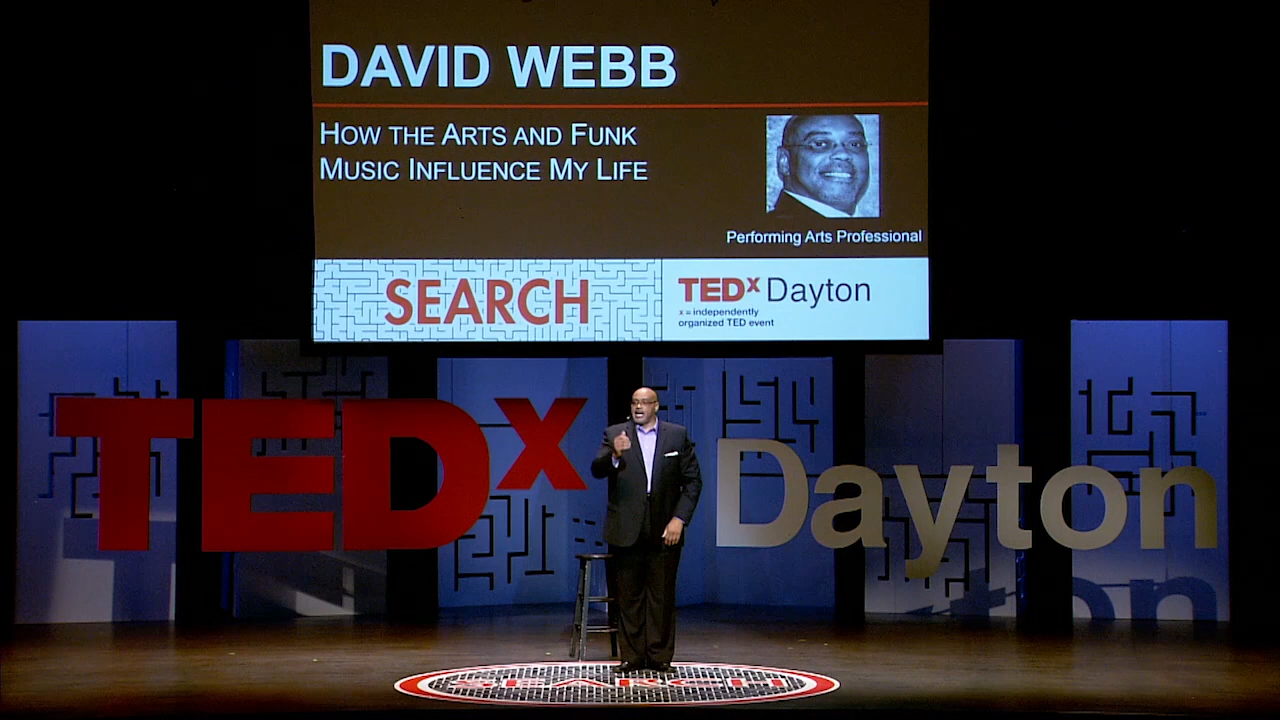 DAVID WEBB
HOW THE ARTS AND FUNK
MUSIC INFLUENCE MY LIFE
Performing Arts Professional
SEARCH
TEDx Dayton
x = independently
organized TED event
TEDx Dayton
SEARCH